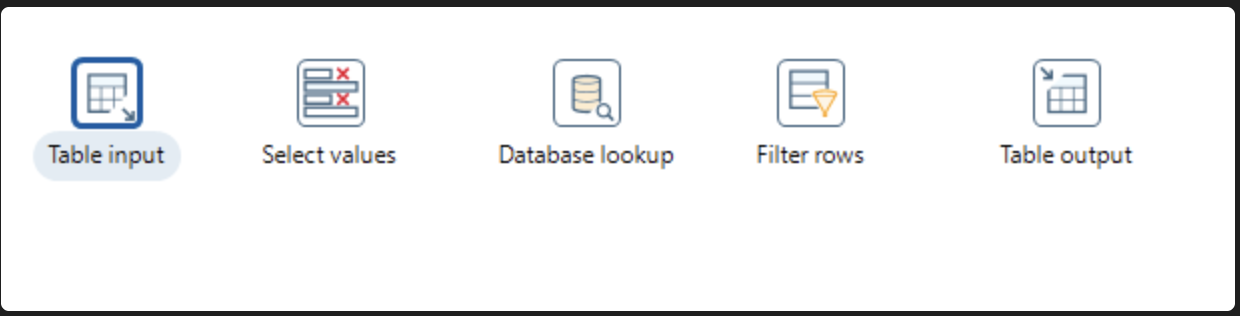 Table input
Select values
Database lookup
Filter rows
Table output